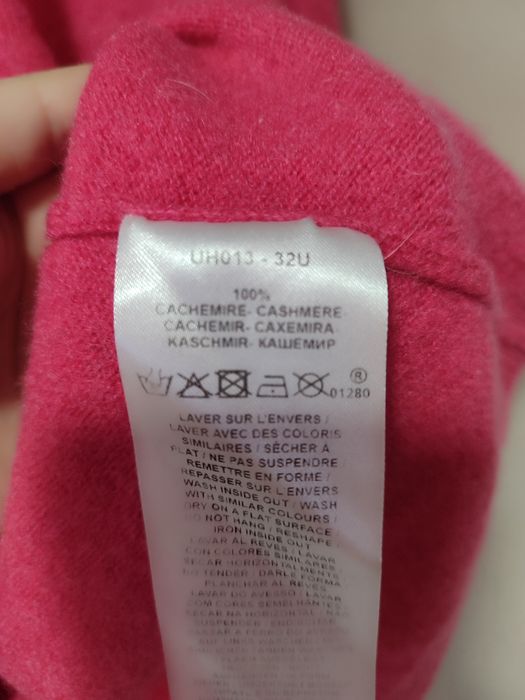 UH013 - 32U
100%
CACHEMIRE- CASHMERE-
CACHEMIR- CAXEMIRA-
KASCHMIR- КАШЕМИР
® 01280
LAVER SUR L'ENVERS /
LAVER AVEC DES COLORIS
SIMILAIRES / SÉCHER À
PLAT / NE PAS SUSPENDRE /
REMETTRE EN FORME /
REPASSER SUR L'ENVERS
WASH INSIDE OUT / WASH
WITH SIMILAR COLOURS /
DRY ON A FLAT SURFACE /
DO NOT HANG / RESHAPE /
IRON INSIDE OUT
LAVAR AL REVÉS / LAVAR
CON COLORES SIMILARES /
SECAR HORIZONTALMENTE
NO TENDER / DARLE FORMA
PLANCHAR AL REVÉS
LAVAR DO AVESSO / LAVAR
COM CORES SEMELHANTES
SECAR NA HORIZONTAL
SUSPENDER